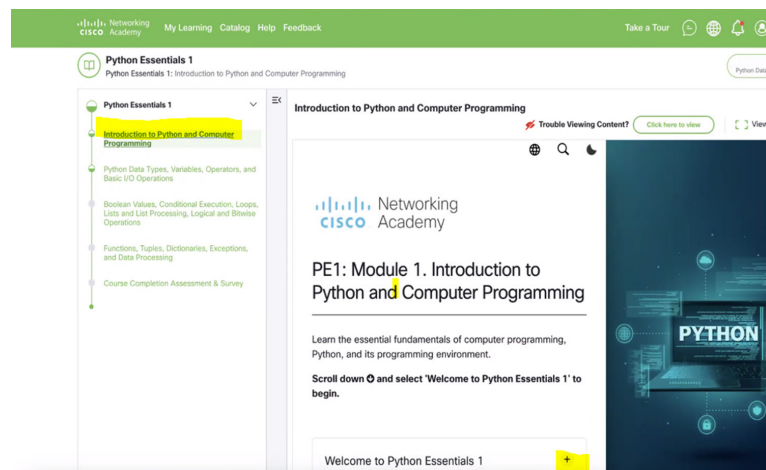 Networking
CISCO Academy
My Learning Catalog Help Feedback
Take a Tour
Python Essentials 1
Python Essentials 1: Introduction to Python and Computer Programming
Python Data
Python Essentials 1
Introduction to Python and Computer
Programming
Python Data Types, Variables, Operators, and
Basic I/O Operations
Boolean Values, Conditional Execution, Loops,
Lists and List Processing, Logical and Bitwise
Operations
Functions, Tuples, Dictionaries, Exceptions,
and Data Processing
Course Completion Assessment & Survey
Introduction to Python and Computer Programming
Trouble Viewing Content? Click here to view View
Networking
CISCO Academy
PE1: Module 1. Introduction to
Python and Computer Programming
Learn the essential fundamentals of computer programming,
Python, and its programming environment.
Scroll down and select 'Welcome to Python Essentials 1' to
begin.
Welcome to Python Essentials 1 +
PYTHON